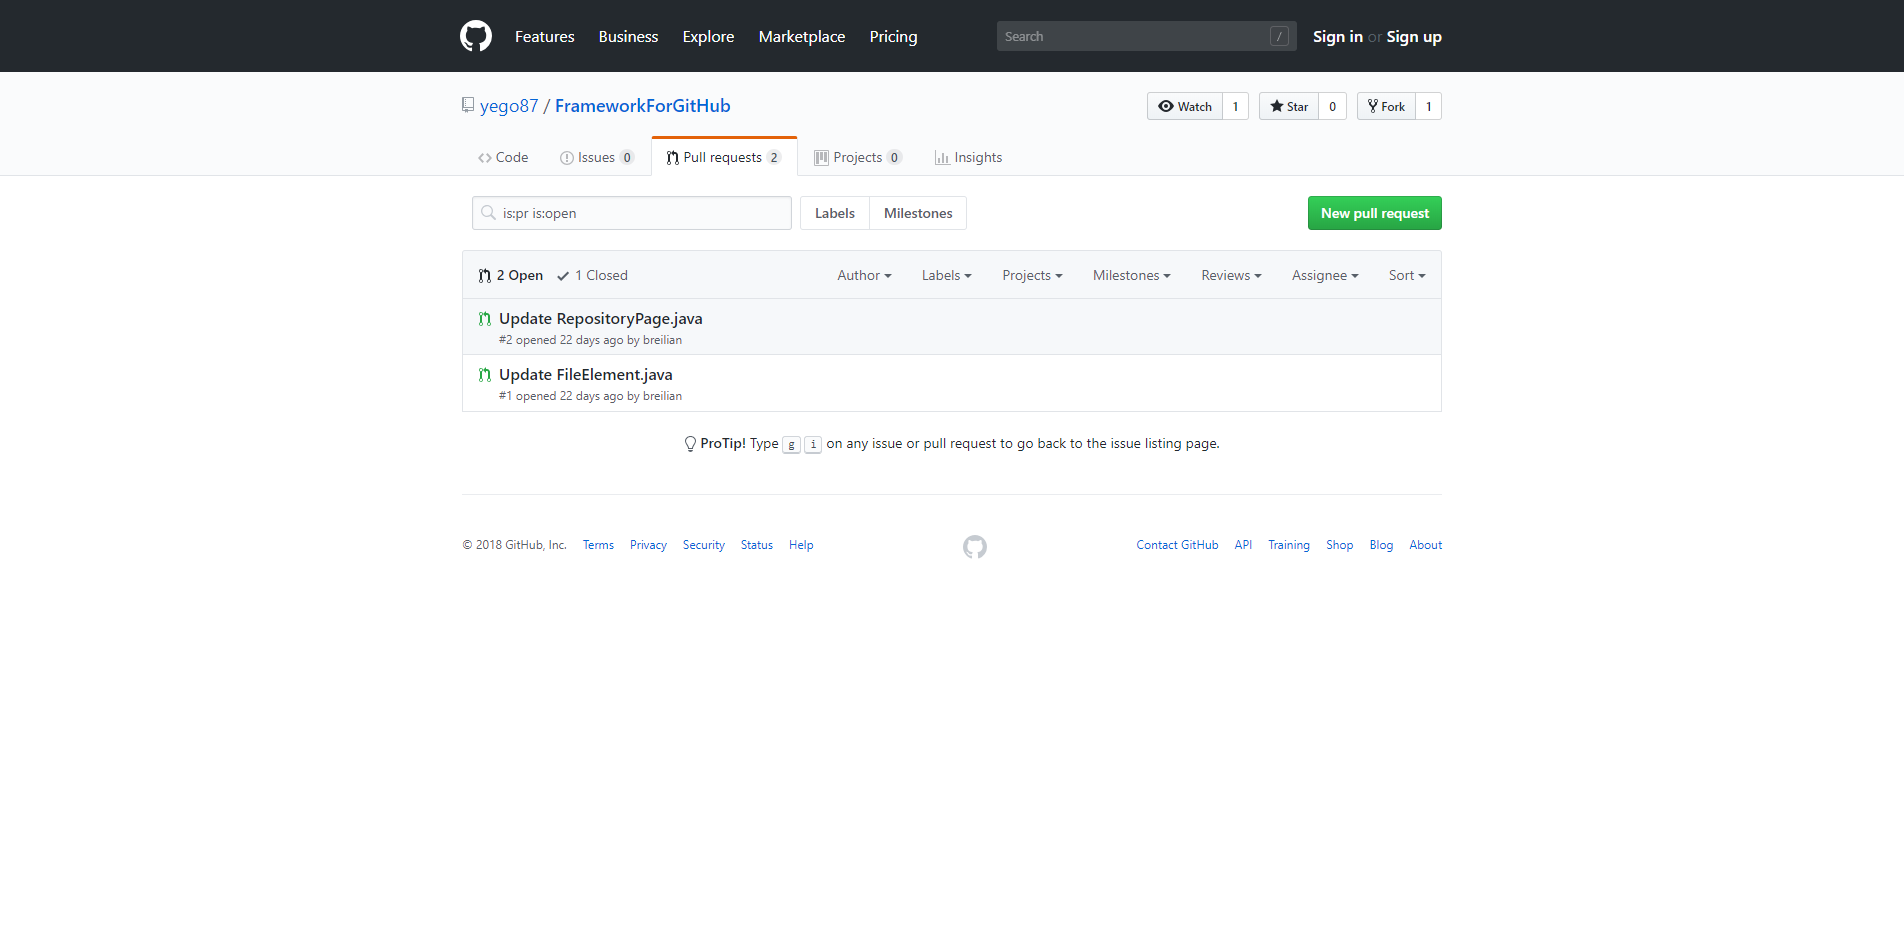 Features Business Explore Marketplace Pricing Search / Sign in or Sign up
yego87 / FrameworkForGitHub Watch 1 Star 0 Fork 1
Code Issues 0 Pull requests 2 Projects 0 Insights
is:pr is:open Labels Milestones New pull request
2 Open 1 Closed Author Labels Projects Milestones Reviews Assignee Sort
Update RepositoryPage.java
#2 opened 22 days ago by breilian
Update FileElement.java
#1 opened 22 days ago by breilian
ProTip! Type g i on any issue or pull request to go back to the issue listing page.
© 2018 GitHub, Inc. Terms Privacy Security Status Help Contact GitHub API Training Shop Blog About